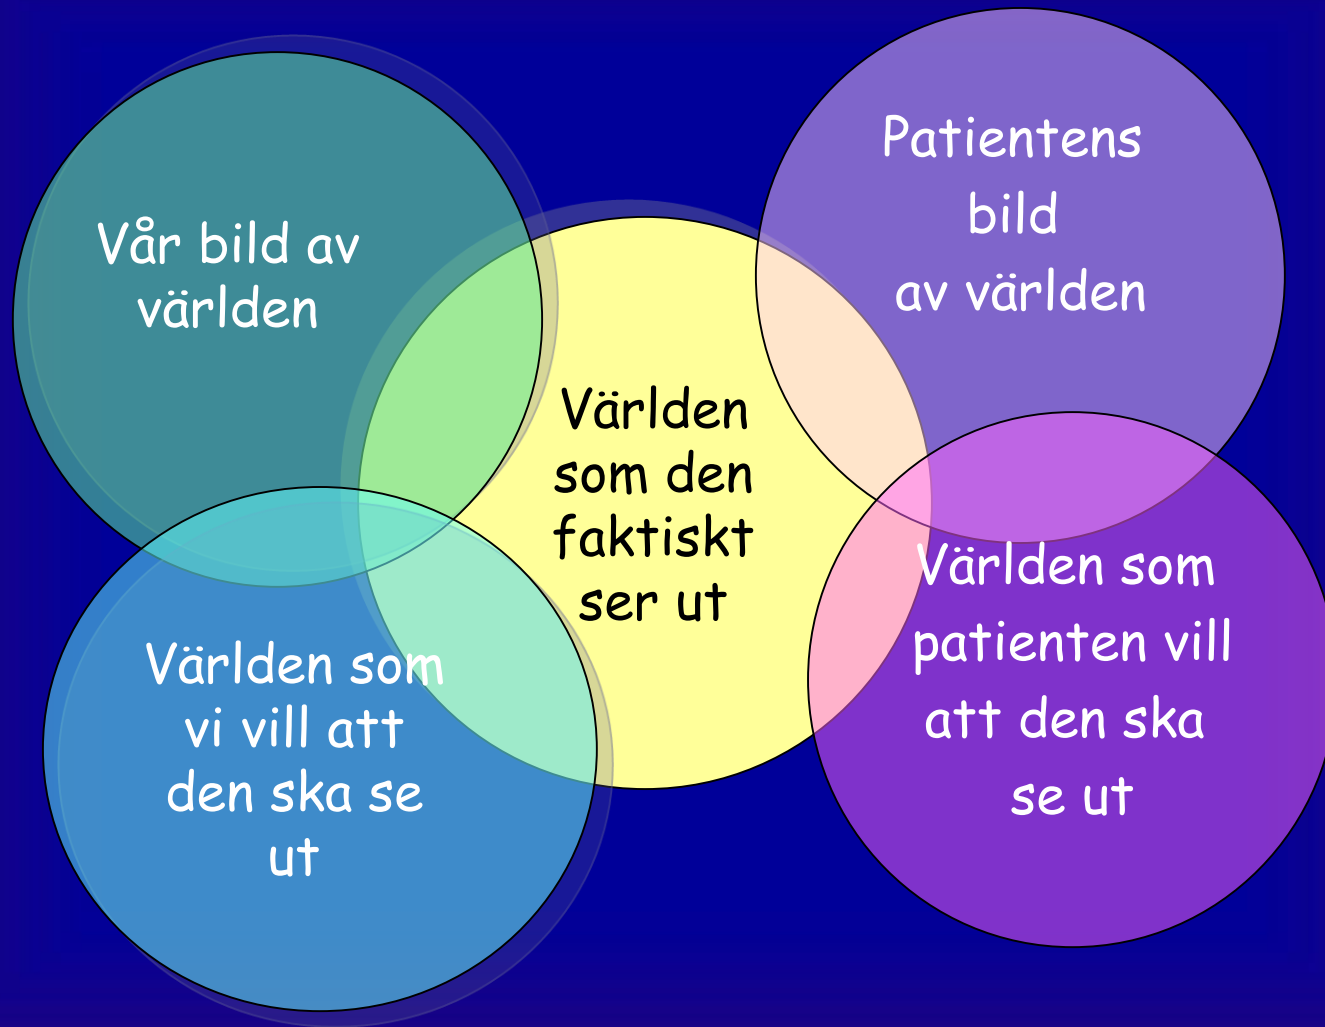 Vår bild av
världen
Patientens
bild
av världen
Världen
som den
faktiskt
ser ut
Världen som
vi vill att
den ska se
ut
Världen som
patienten vill
att den ska
se ut